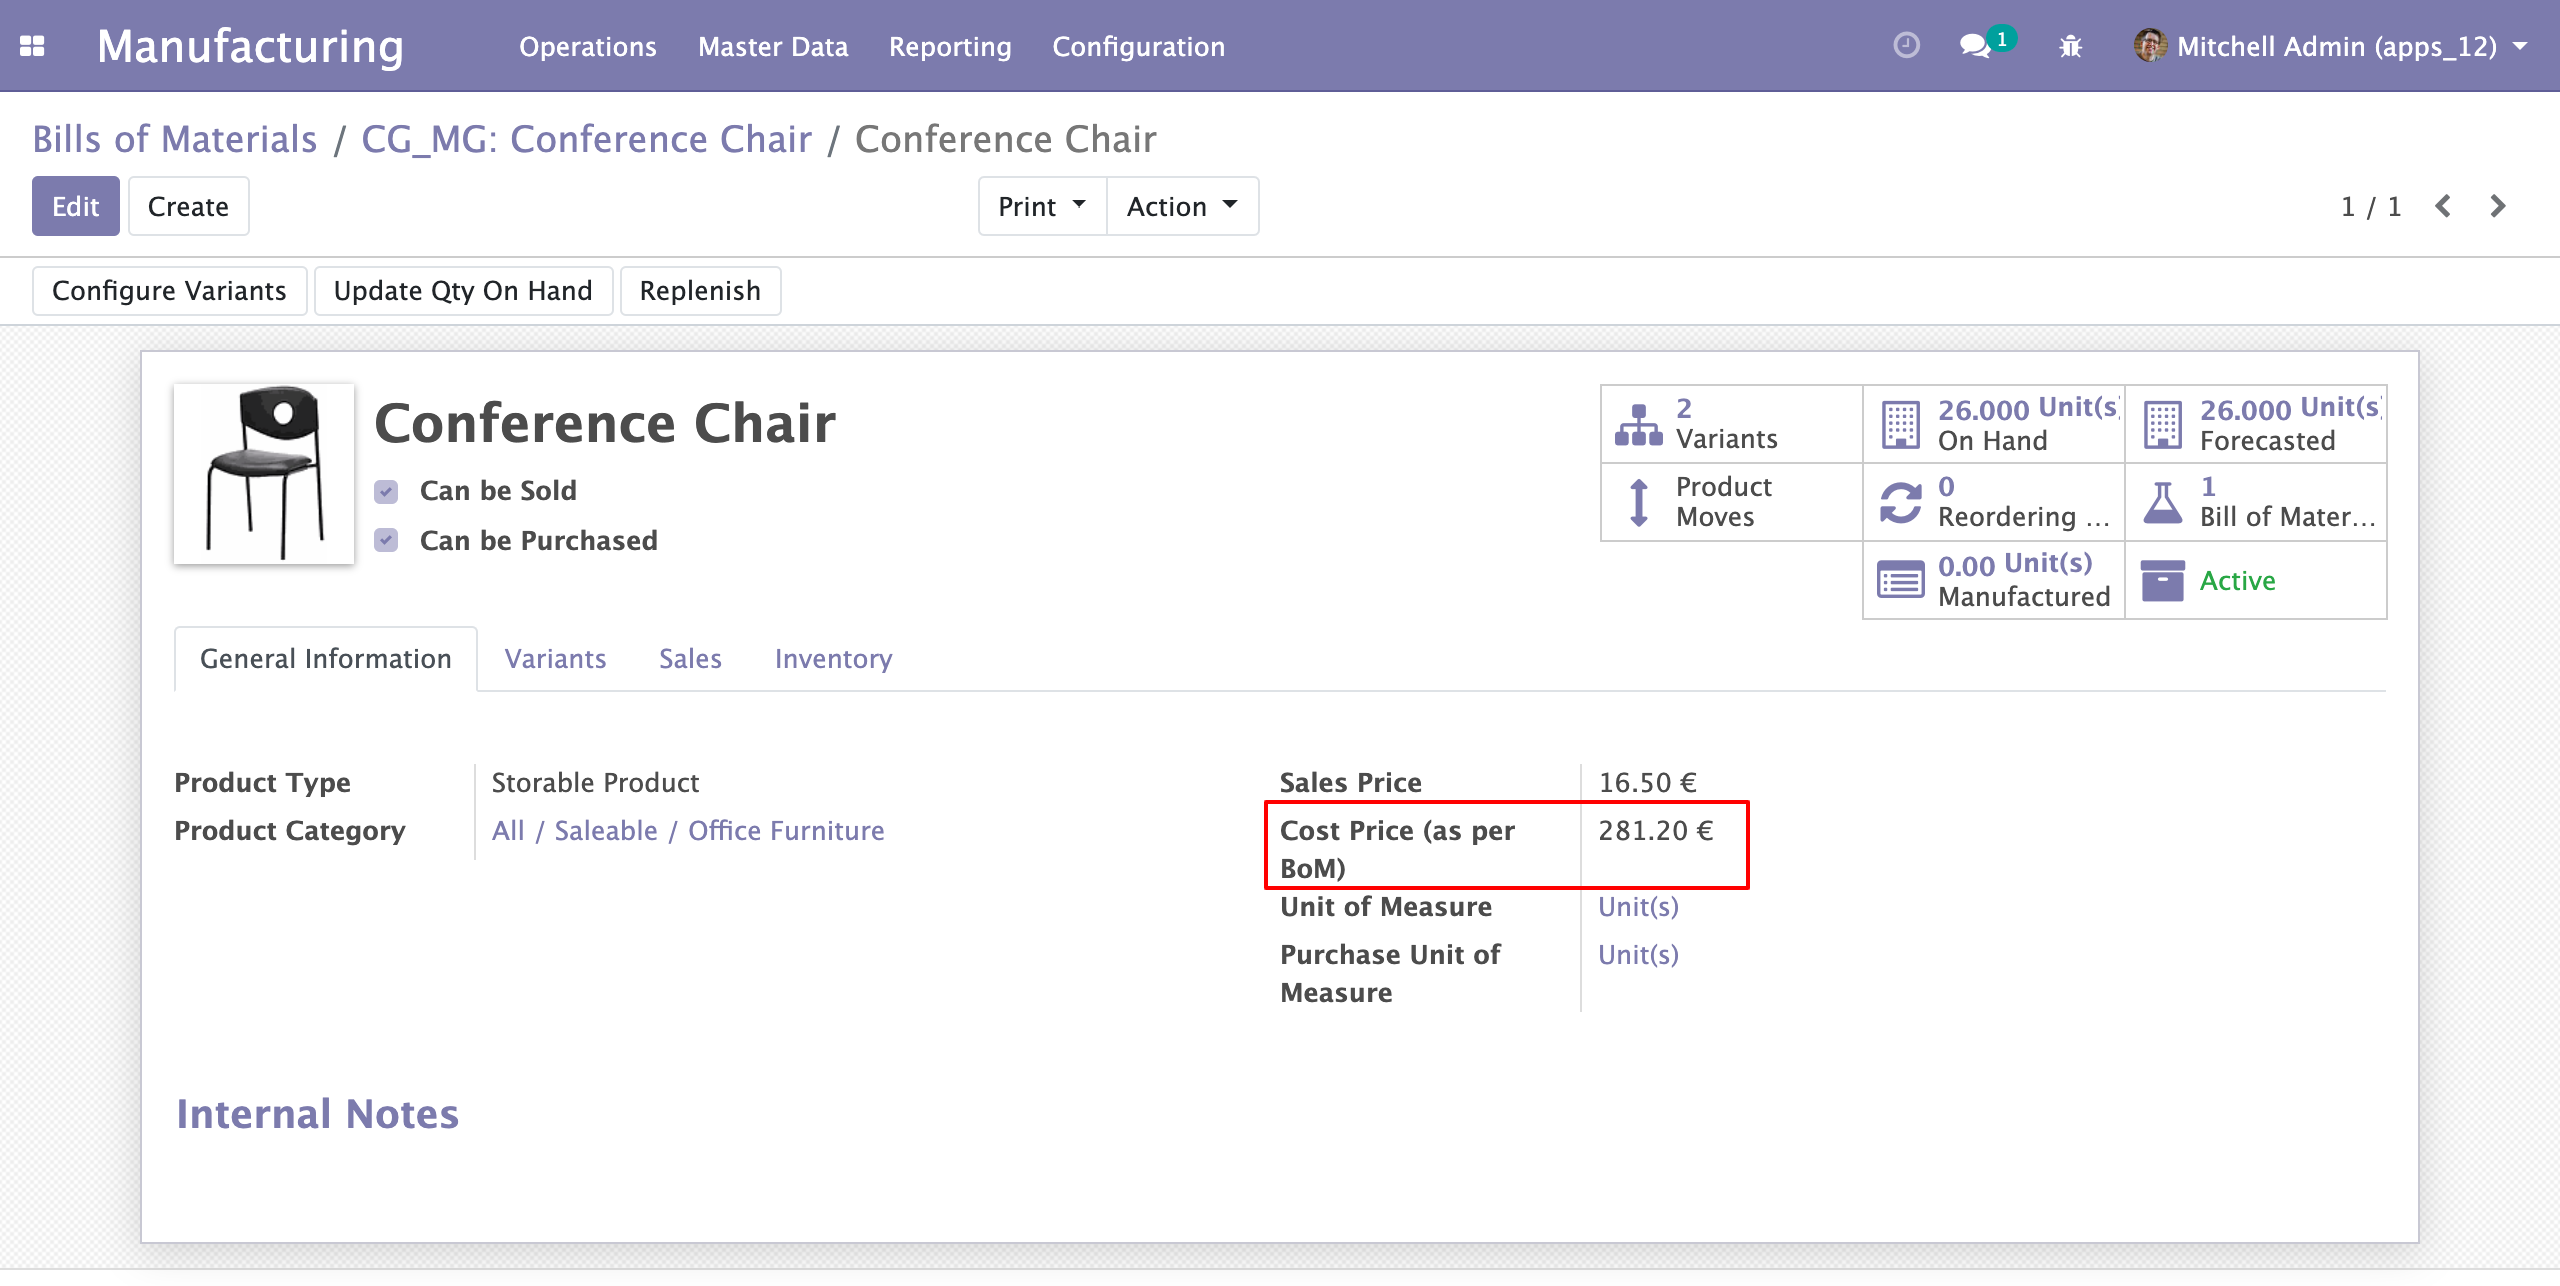 Manufacturing Operations Master Data Reporting Configuration 1 Mitchell Admin (apps_12)
Bills of Materials / CG_MG: Conference Chair / Conference Chair
Edit Create Print Action 1 / 1
Configure Variants Update Qty On Hand Replenish
Conference Chair
Can be Sold
Can be Purchased
2
Variants
26.000 Unit(s
On Hand
26.000 Unit(s
Forecasted
Product
Moves
0
Reordering ...
1
Bill of Mater...
0.00 Unit(s)
Manufactured
Active
General Information Variants Sales Inventory
Product Type Storable Product
Product Category All / Saleable / Office Furniture
Sales Price 16.50 €
Cost Price (as per 281.20 €
BoM)
Unit of Measure Unit(s)
Purchase Unit of Unit(s)
Measure
Internal Notes